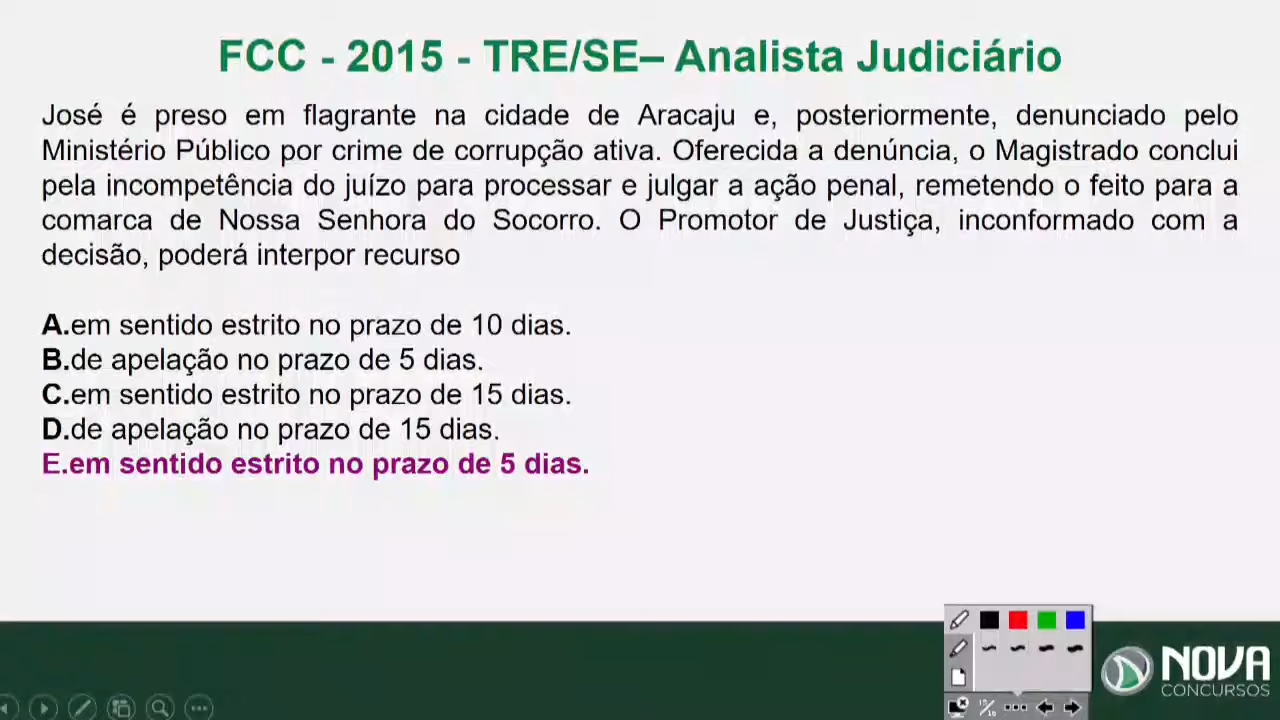 FCC - 2015 - TRE/SE– Analista Judiciário
José é preso em flagrante na cidade de Aracaju e, posteriormente, denunciado pelo
Ministério Público por crime de corrupção ativa. Oferecida a denúncia, o Magistrado conclui
pela incompetência do juízo para processar e julgar a ação penal, remetendo o feito para a
comarca de Nossa Senhora do Socorro. O Promotor de Justiça, inconformado com a
decisão, poderá interpor recurso
A.em sentido estrito no prazo de 10 dias.
B.de apelação no prazo de 5 dias.
C.em sentido estrito no prazo de 15 dias.
D.de apelação no prazo de 15 dias.
E.em sentido estrito no prazo de 5 dias.
NOVA
CONCURSOS